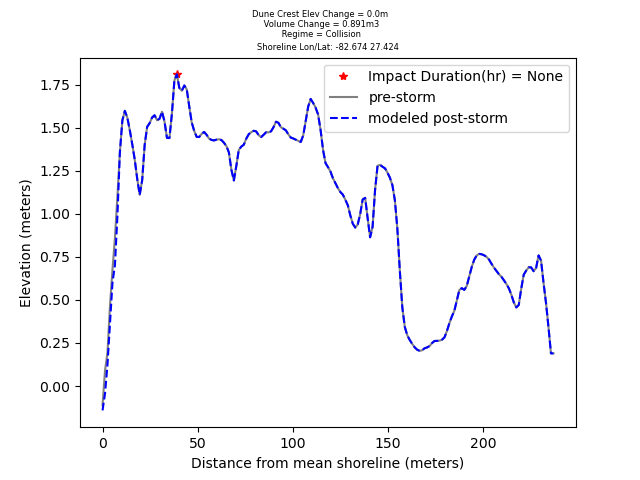 Dune Crest Elev Change = 0.0m
Volume Change = 0.891m3
Regime = Collision
Shoreline Lon/Lat: -82.674 27.424
Impact Duration(hr) = None
pre-storm
modeled post-storm
Elevation (meters)
1.75
1.50
1.25
1.00
0.75
0.50
0.25
0.00
0 50 100 150 200
Distance from mean shoreline (meters)